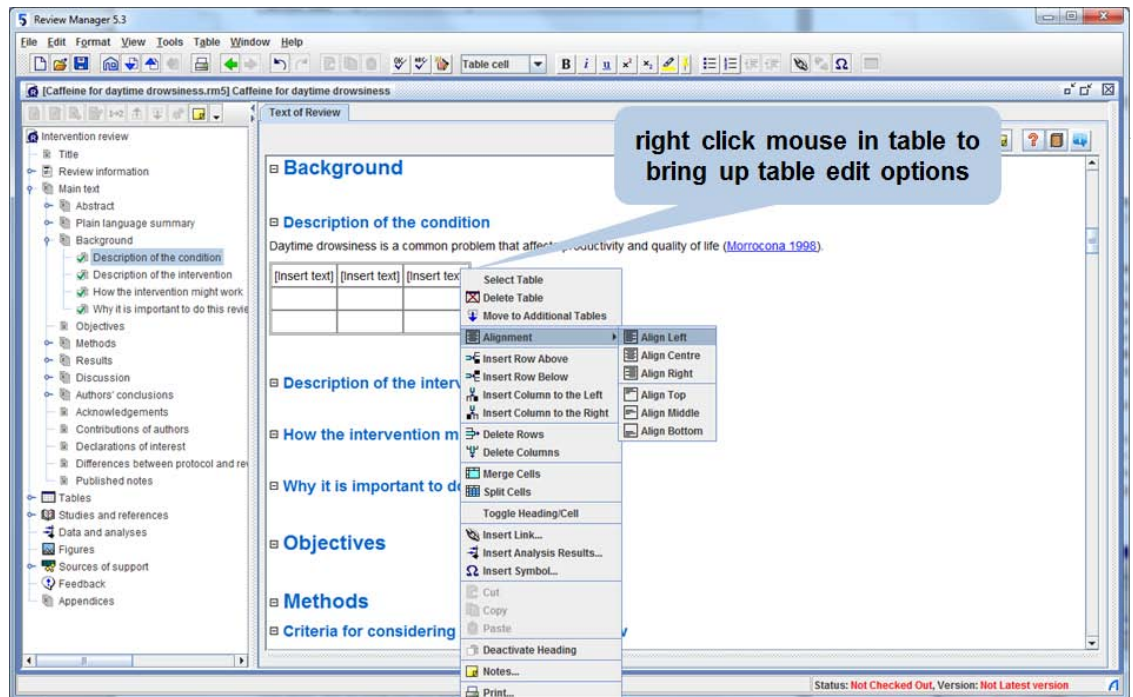 5 Review Manager 5.3
File Edit Format View Tools Table Window Help
Table cell
B i u x² x₂
Ω
[Caffeine for daytime drowsiness.rm5] Caffeine for daytime drowsiness
Text of Review
right click mouse in table to
bring up table edit options
Intervention review
Title
Review information
Main text
Abstract
Plain language summary
Background
Description of the condition
Description of the intervention
How the intervention might work
Why it is important to do this revie
Objectives
Methods
Results
Discussion
Authors' conclusions
Acknowledgements
Contributions of authors
Declarations of interest
Differences between protocol and rev
Published notes
Tables
Studies and references
Data and analyses
Figures
Sources of support
Feedback
Appendices
Background
Description of the condition
Daytime drowsiness is a common problem that affects productivity and quality of life (Morrocona 1998).
[Insert text] [Insert text] [Insert tex
Description of the interv
How the intervention m
Why it is important to d
Objectives
Methods
Criteria for considering
Select Table
Delete Table
Move to Additional Tables
Alignment
Insert Row Above
Insert Row Below
Insert Column to the Left
Insert Column to the Right
Delete Rows
Delete Columns
Merge Cells
Split Cells
Toggle Heading/Cell
Insert Link...
Insert Analysis Results...
Ω Insert Symbol...
Cut
Copy
Paste
Deactivate Heading
Notes...
Print...
Align Left
Align Centre
Align Right
Align Top
Align Middle
Align Bottom
Status: Not Checked Out, Version: Not Latest version